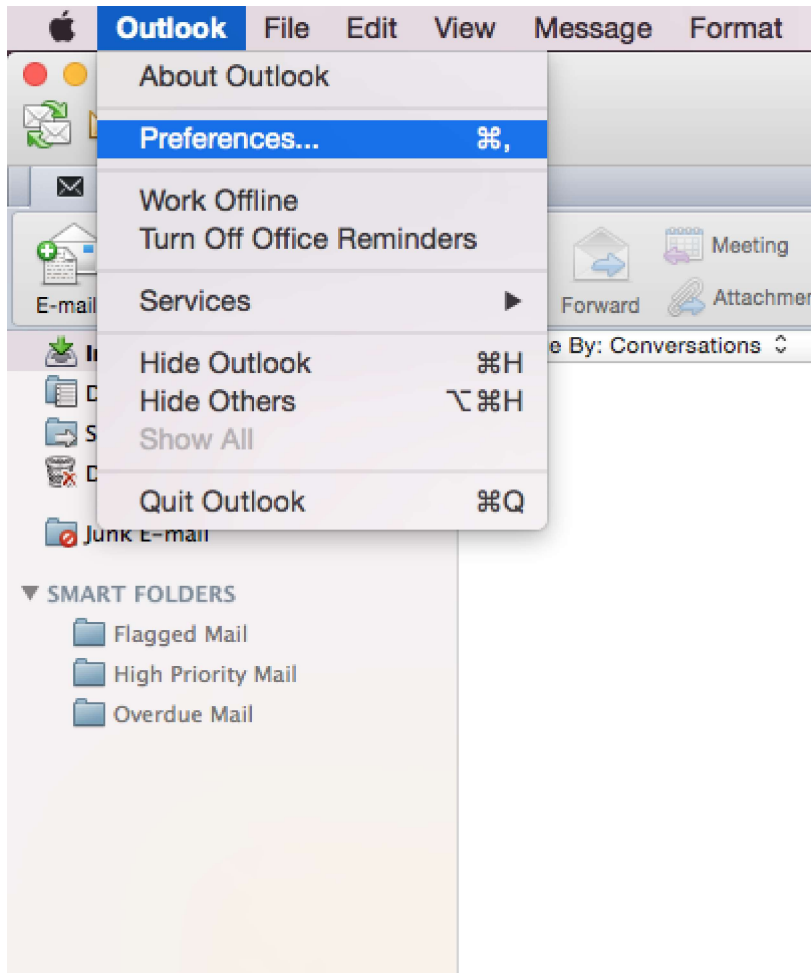 Outlook File Edit View Message Format
About Outlook
Preferences... ⌘,
Work Offline
Turn Off Office Reminders
Services ▶
Hide Outlook ⌘H
Hide Others ⌥⌘H
Show All
Quit Outlook ⌘Q
E-mail
Forward
Meeting
Attachmen
e By: Conversations
Junk E-mail
SMART FOLDERS
Flagged Mail
High Priority Mail
Overdue Mail